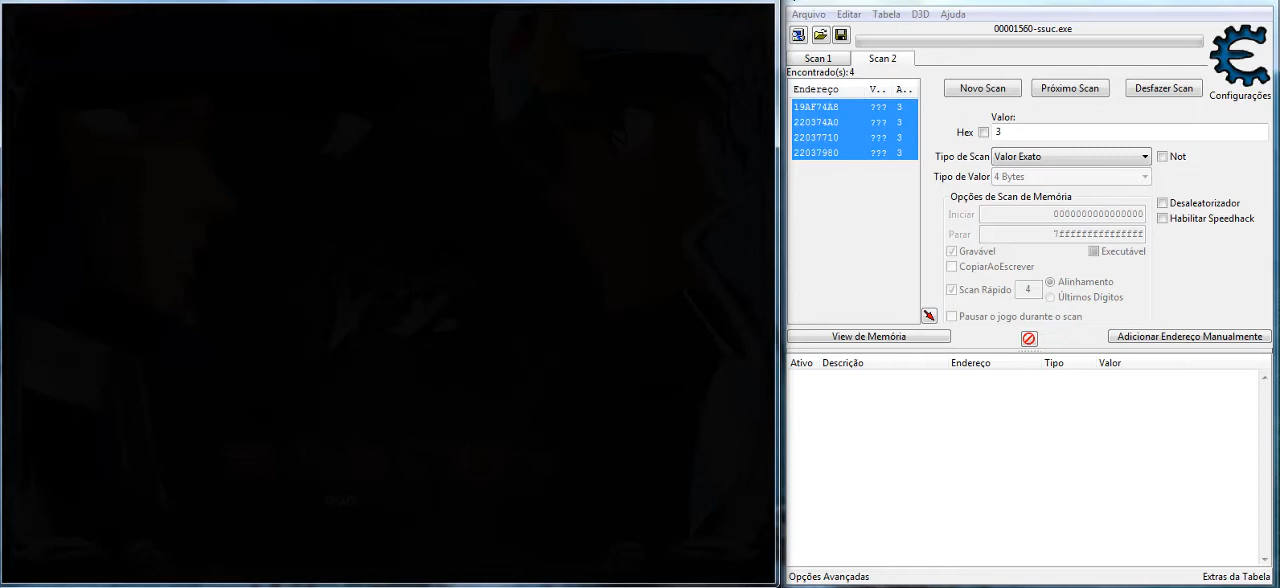 Arquivo Editar Tabela D3D Ajuda
00001560-ssuc.exe
Configurações
Scan 1 Scan 2
Encontrado(s): 4
Endereço V.. A..
19AF74A8 ??? 3
220374A0 ??? 3
22037710 ??? 3
22037980 ??? 3
Novo Scan Próximo Scan Desfazer Scan
Valor:
Hex 3
Tipo de Scan Valor Exato Not
Tipo de Valor 4 Bytes
Opções de Scan de Memória
Iniciar 0000000000000000
Parar 7fffffffffffffff
Gravável Executável
CopiarAoEscrever
Scan Rápido 4 Alinhamento
Últimos Dígitos
Pausar o jogo durante o scan
Desaleatorizador
Habilitar Speedhack
View de Memória Adicionar Endereço Manualmente
Ativo Descrição Endereço Tipo Valor
Opções Avançadas Extras da Tabela